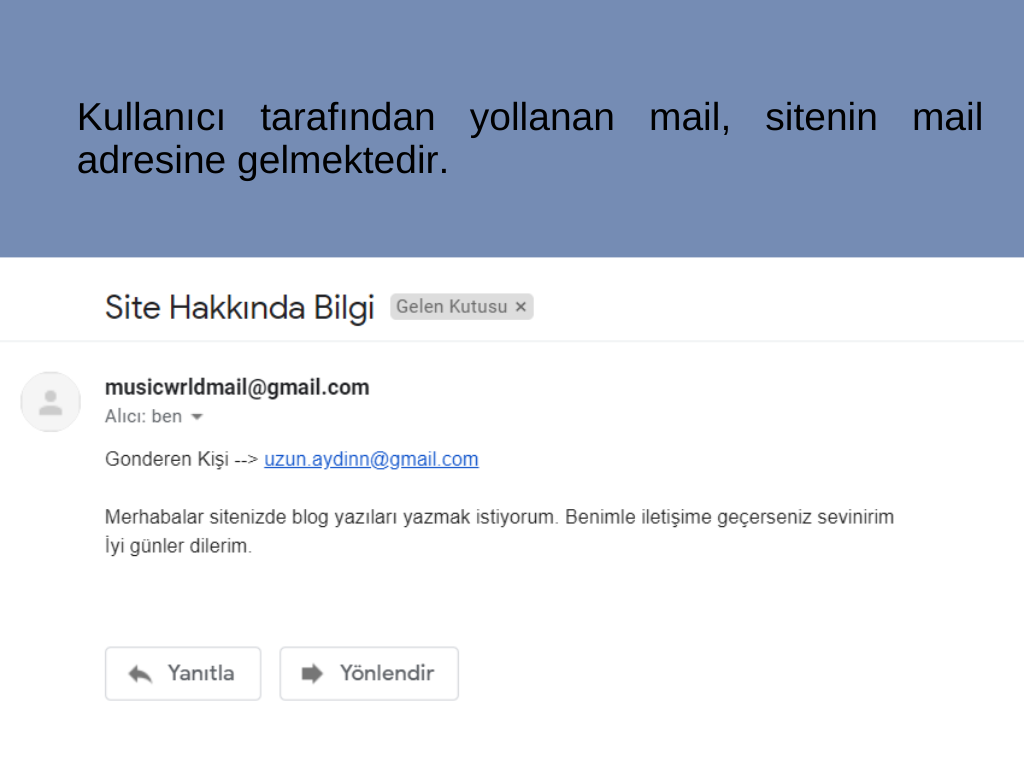 Kullanıcı tarafından yollanan mail, sitenin mail
adresine gelmektedir.
Site Hakkında Bilgi Gelen Kutusu ×
musicwrldmail@gmail.com
Alıcı: ben
Gonderen Kişi --> uzun.aydinn@gmail.com
Merhabalar sitenizde blog yazıları yazmak istiyorum. Benimle iletişime geçerseniz sevinirim
İyi günler dilerim.
Yanıtla Yönlendir